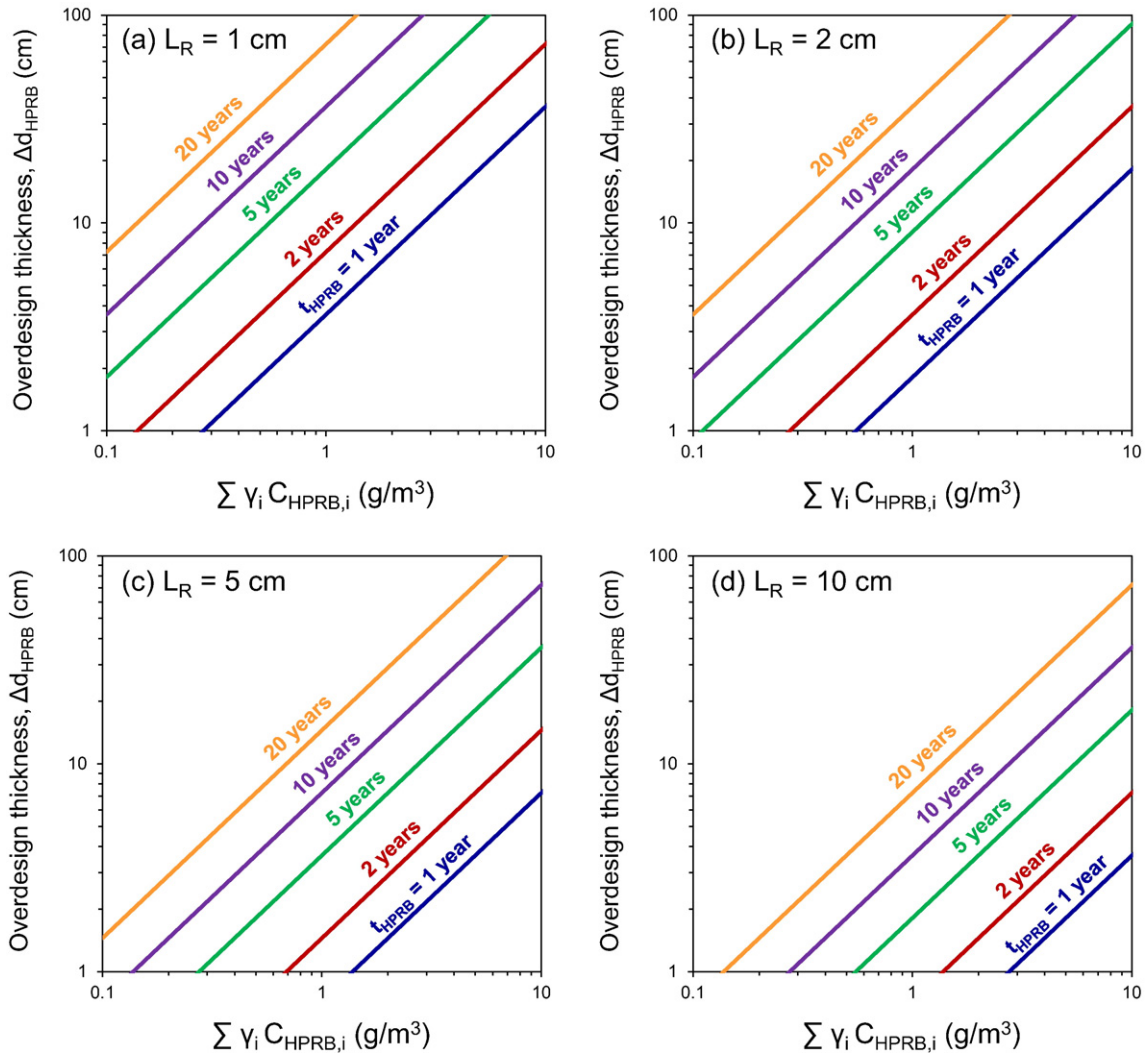 (a) L_R = 1 cm
Overdesign thickness, Δd_HPRB (cm)
100
10
1
20 years
10 years
5 years
2 years
t_HPRB = 1 year
0.1
1
10
∑ γ_i C_HPRB,i (g/m³)
(b) L_R = 2 cm
Overdesign thickness, Δd_HPRB (cm)
100
10
1
20 years
10 years
5 years
2 years
t_HPRB = 1 year
0.1
1
10
∑ γ_i C_HPRB,i (g/m³)
(c) L_R = 5 cm
Overdesign thickness, Δd_HPRB (cm)
100
10
1
20 years
10 years
5 years
2 years
t_HPRB = 1 year
0.1
1
10
∑ γ_i C_HPRB,i (g/m³)
(d) L_R = 10 cm
Overdesign thickness, Δd_HPRB (cm)
100
10
1
20 years
10 years
5 years
2 years
t_HPRB = 1 year
0.1
1
10
∑ γ_i C_HPRB,i (g/m³)